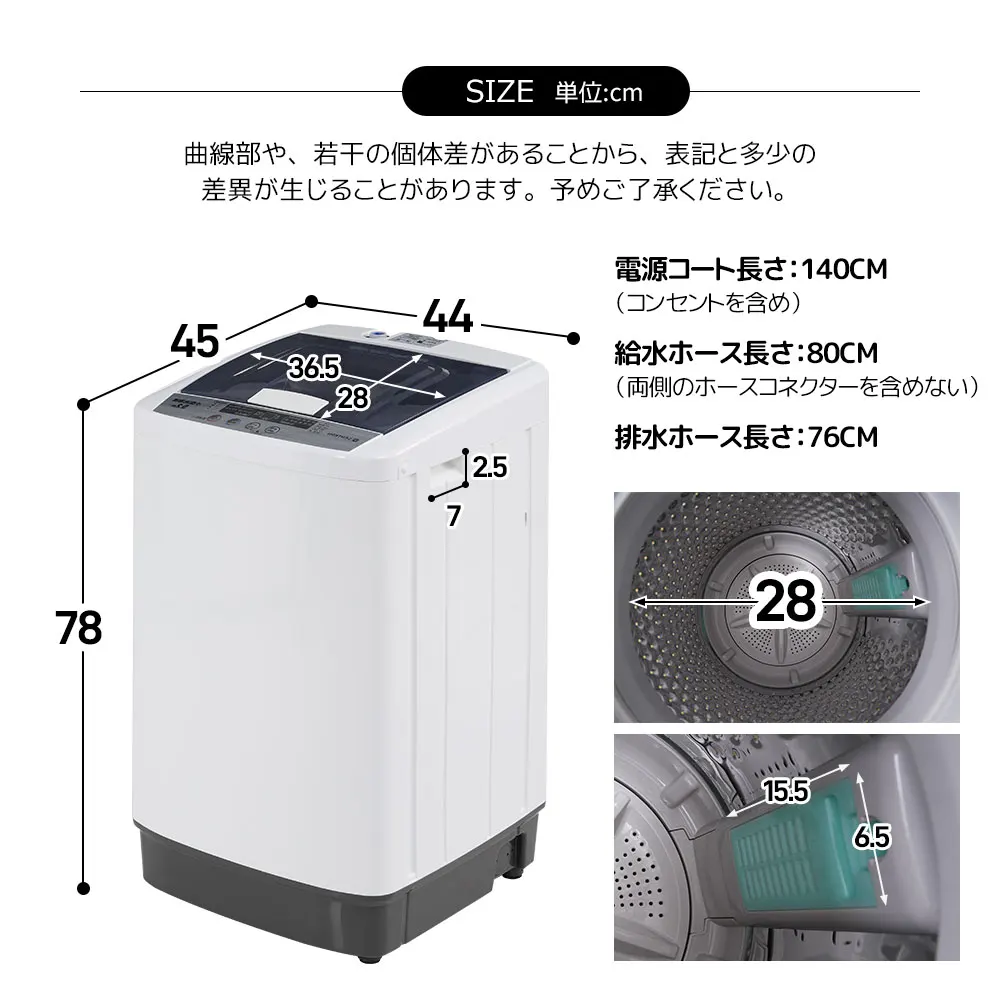 SIZE 単位:cm
曲線部や、若干の個体差があることから、表記と多少の
差異が生じることがあります。予めご了承ください。
電源コート長さ:140CM
(コンセントを含め)
給水ホース長さ:80CM
(両側のホースコネクターを含めない)
排水ホース長さ:76CM
45
44
36.5
28
2.5
7
78
28
15.5
6.5